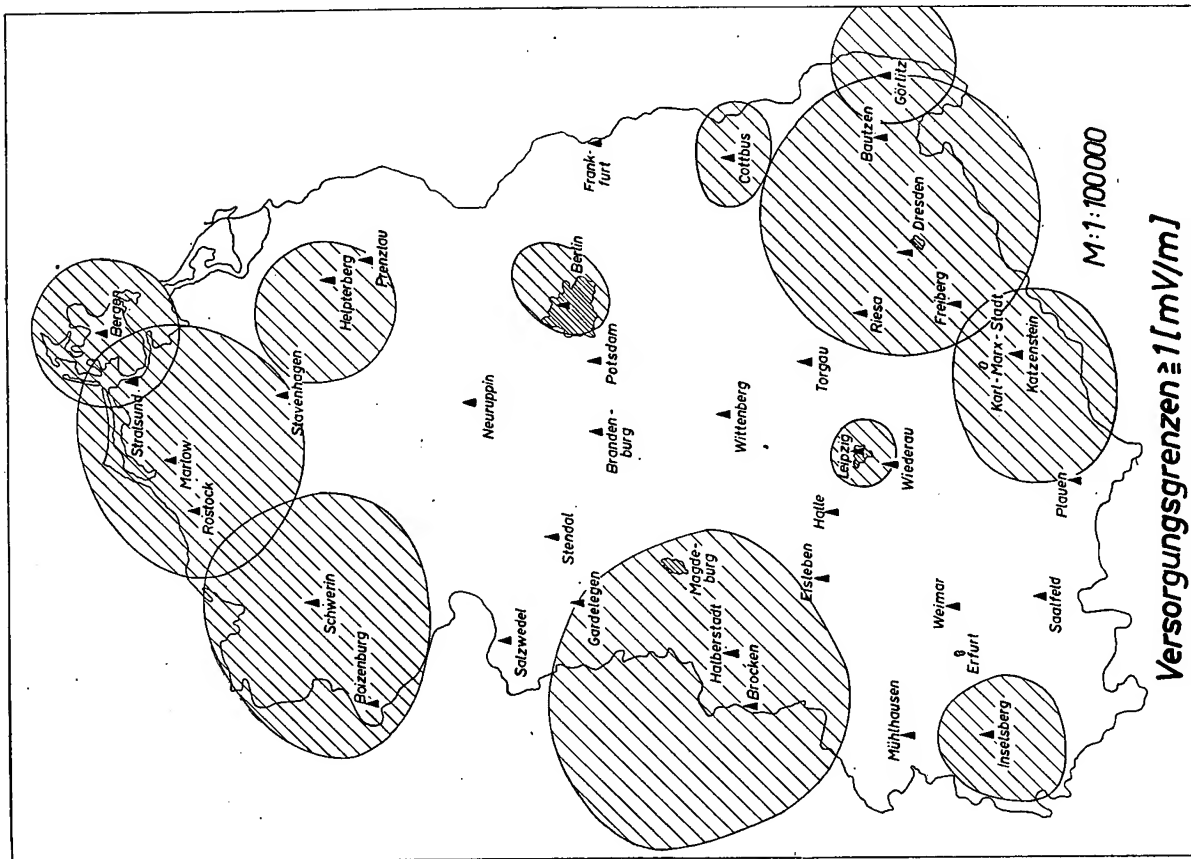 Bergen
Stralsund
Marlow
Rostock
Stavenhagen
Helpterberg
Prenzlau
Schwerin
Boizenburg
Neuruppin
Berlin
Frank-
furt
Potsdam
Branden-
burg
Stendal
Salzwedel
Gardelegen
Magde-
burg
Halberstadt
Brocken
Wittenberg
Cottbus
Torgau
Leipzig
Wiederau
Halle
Eisleben
Bautzen
Görlitz
Dresden
Riesa
Freiberg
Karl-Marx-Stadt
Katzenstein
Plauen
Weimar
Erfurt
Saalfeld
Mühlhausen
Inselsberg
M:1:100000
Versorgungsgrenzen ≧ 1 [mV/m]